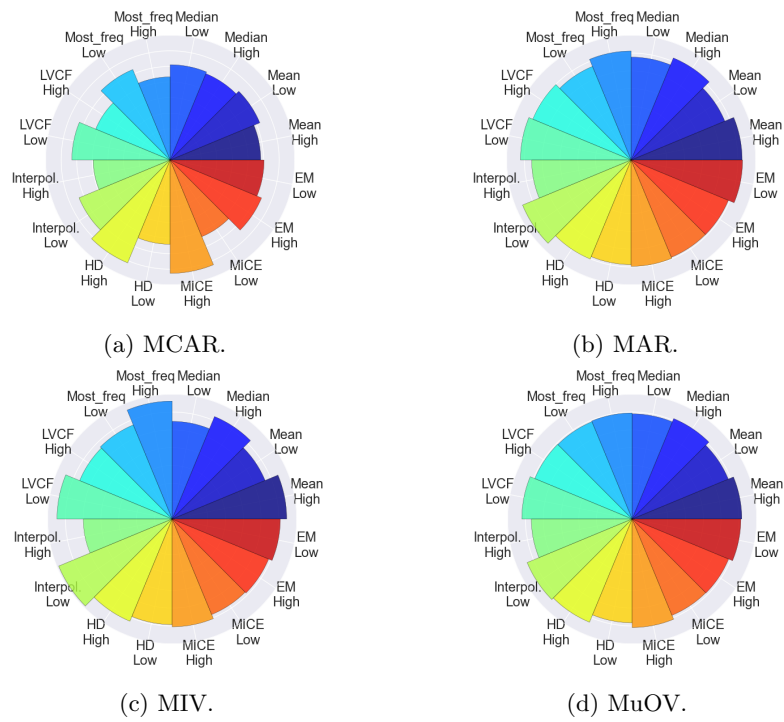 Most_freq
High
Median
Low
Median
High
Mean
Low
Mean
High
EM
Low
EM
High
MICE
Low
MICE
High
HD
Low
HD
High
Interpol.
Low
Interpol.
High
LVCF
Low
LVCF
High
Most_freq
Low
(a) MCAR.
Most_freq
High
Median
Low
Median
High
Mean
Low
Mean
High
EM
Low
EM
High
MICE
Low
MICE
High
HD
Low
HD
High
Interpol.
Low
Interpol.
High
LVCF
Low
LVCF
High
Most_freq
Low
(b) MAR.
Most_freq
High
Median
Low
Median
High
Mean
Low
Mean
High
EM
Low
EM
High
MICE
Low
MICE
High
HD
Low
HD
High
Interpol.
Low
Interpol.
High
LVCF
Low
LVCF
High
Most_freq
Low
(c) MIV.
Most_freq
High
Median
Low
Median
High
Mean
Low
Mean
High
EM
Low
EM
High
MICE
Low
MICE
High
HD
Low
HD
High
Interpol.
Low
Interpol.
High
LVCF
Low
LVCF
High
Most_freq
Low
(d) MuOV.